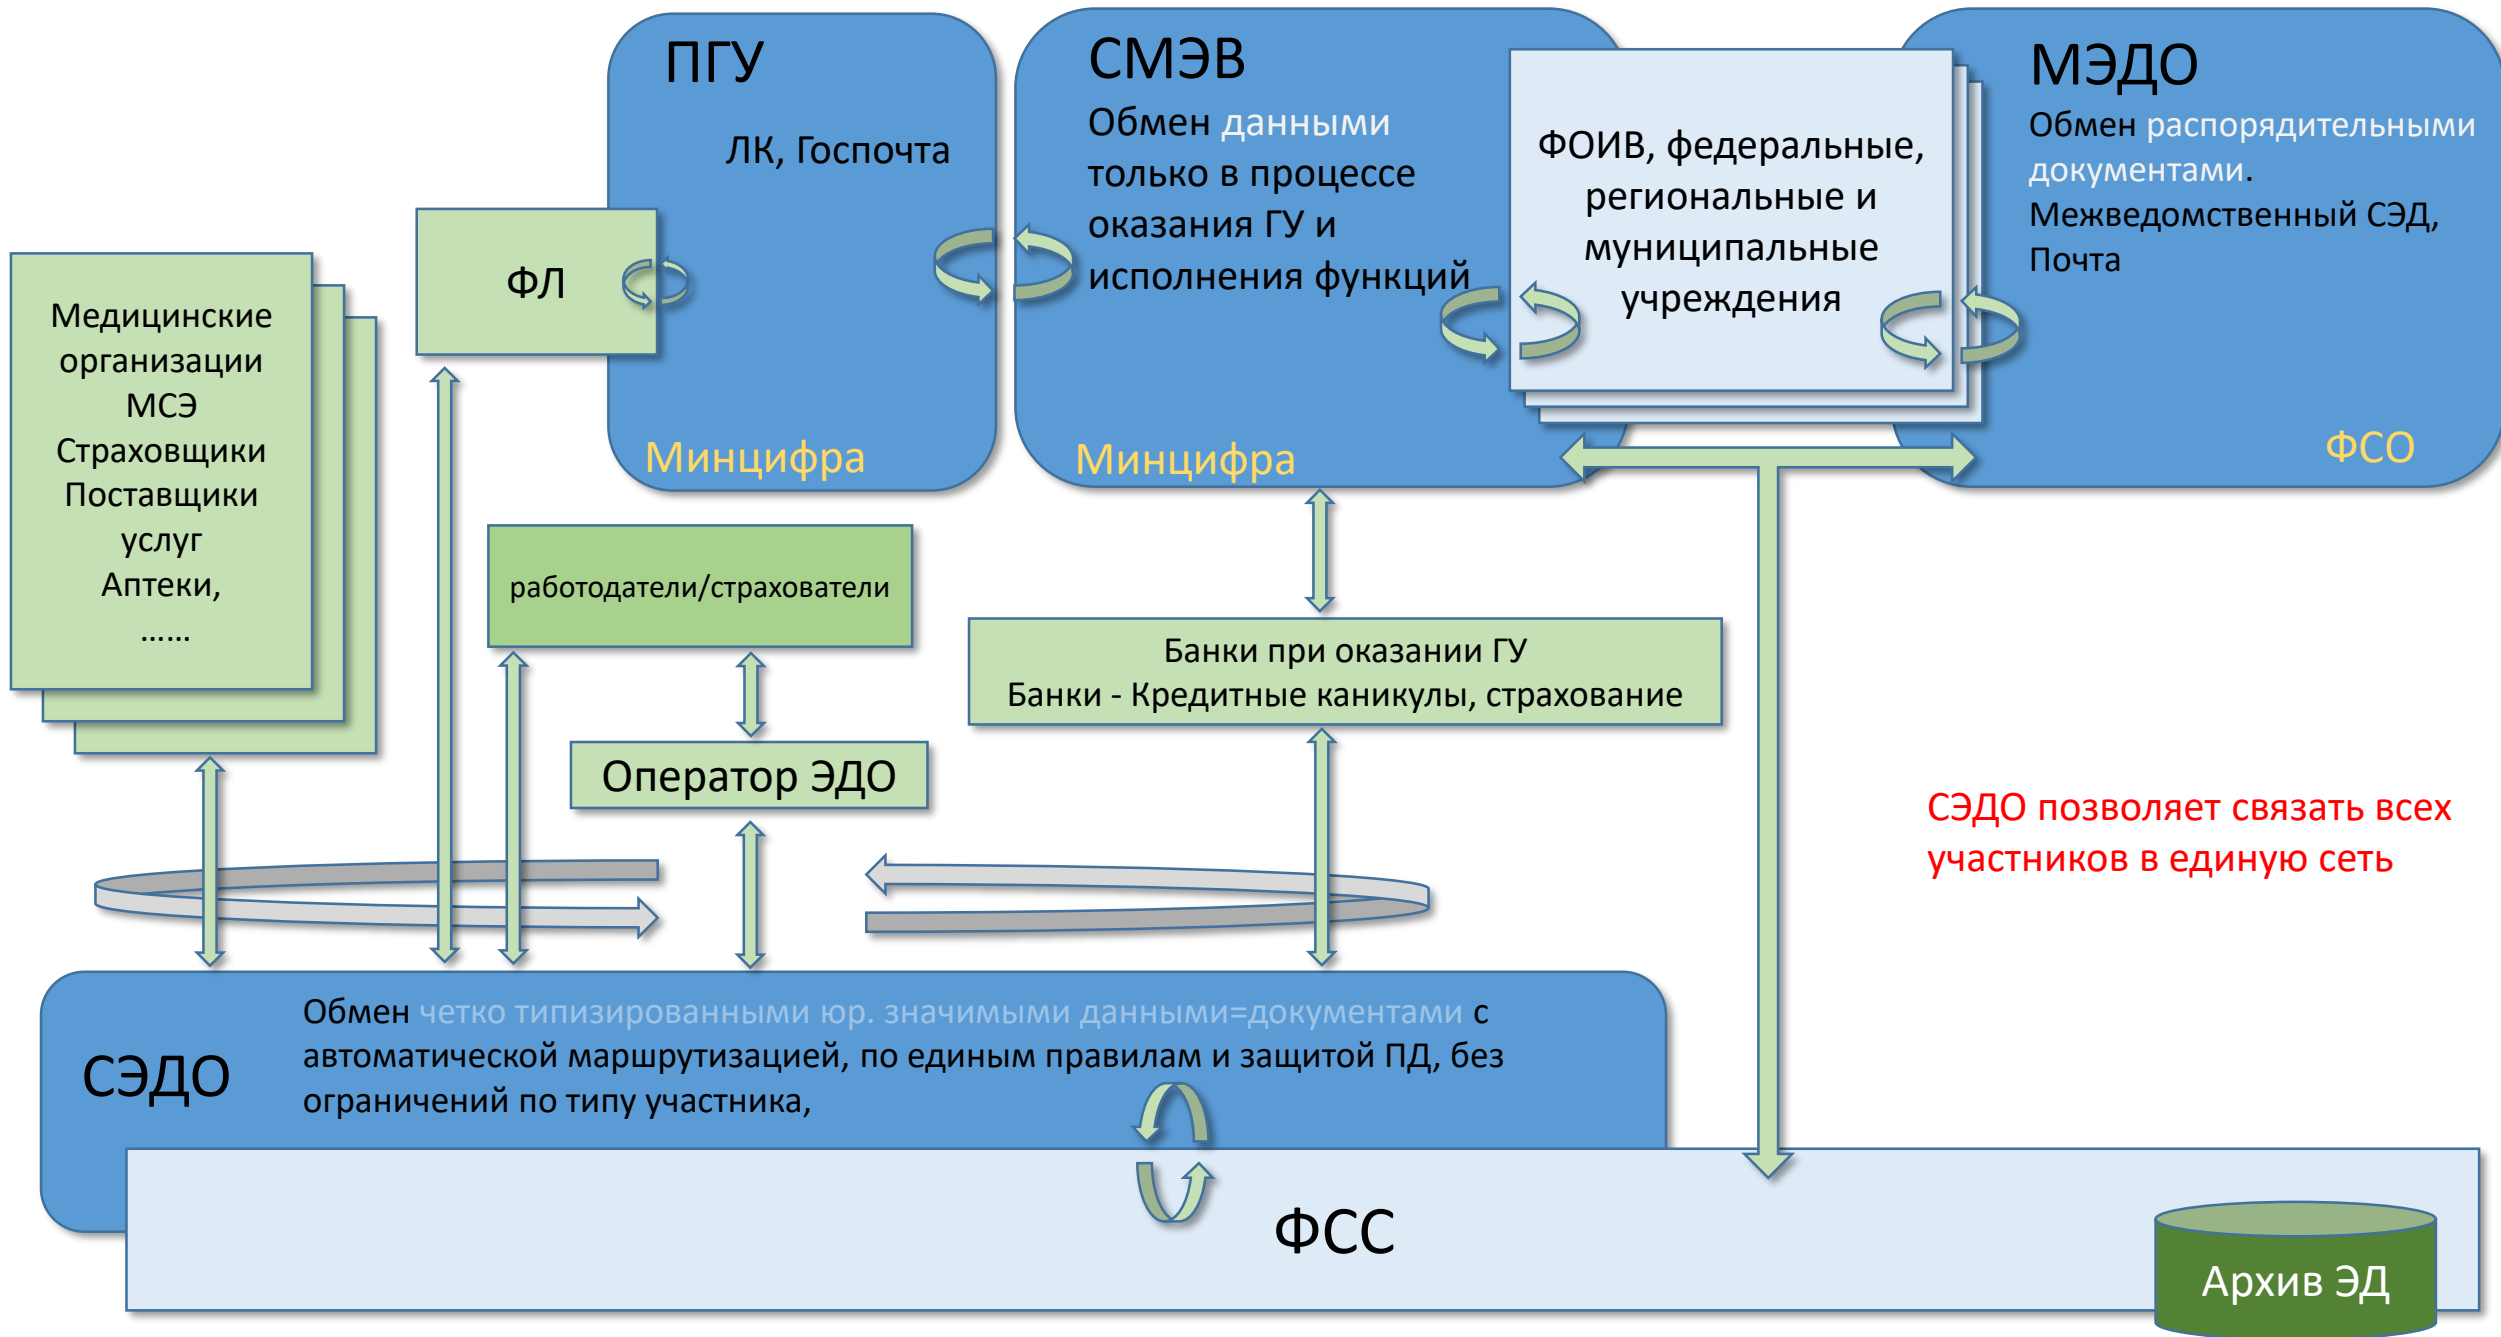 ПГУ
ЛК, Госпочта
Минцифра
СМЭВ
Обмен данными
только в процессе
оказания ГУ и
исполнения функций
Минцифра
ФОИВ, федеральные,
региональные и
муниципальные
учреждения
МЭДО
Обмен распорядительными
документами.
Межведомственный СЭД,
Почта
ФСО
ФЛ
Медицинские
организации
МСЭ
Страховщики
Поставщики
услуг
Аптеки,
......
работодатели/страхователи
Оператор ЭДО
Банки при оказании ГУ
Банки - Кредитные каникулы, страхование
СЭДО позволяет связать всех
участников в единую сеть
СЭДО
Обмен четко типизированными юр. значимыми данными=документами с
автоматической маршрутизацией, по единым правилам и защитой ПД, без
ограничений по типу участника,
ФСС
Архив ЭД